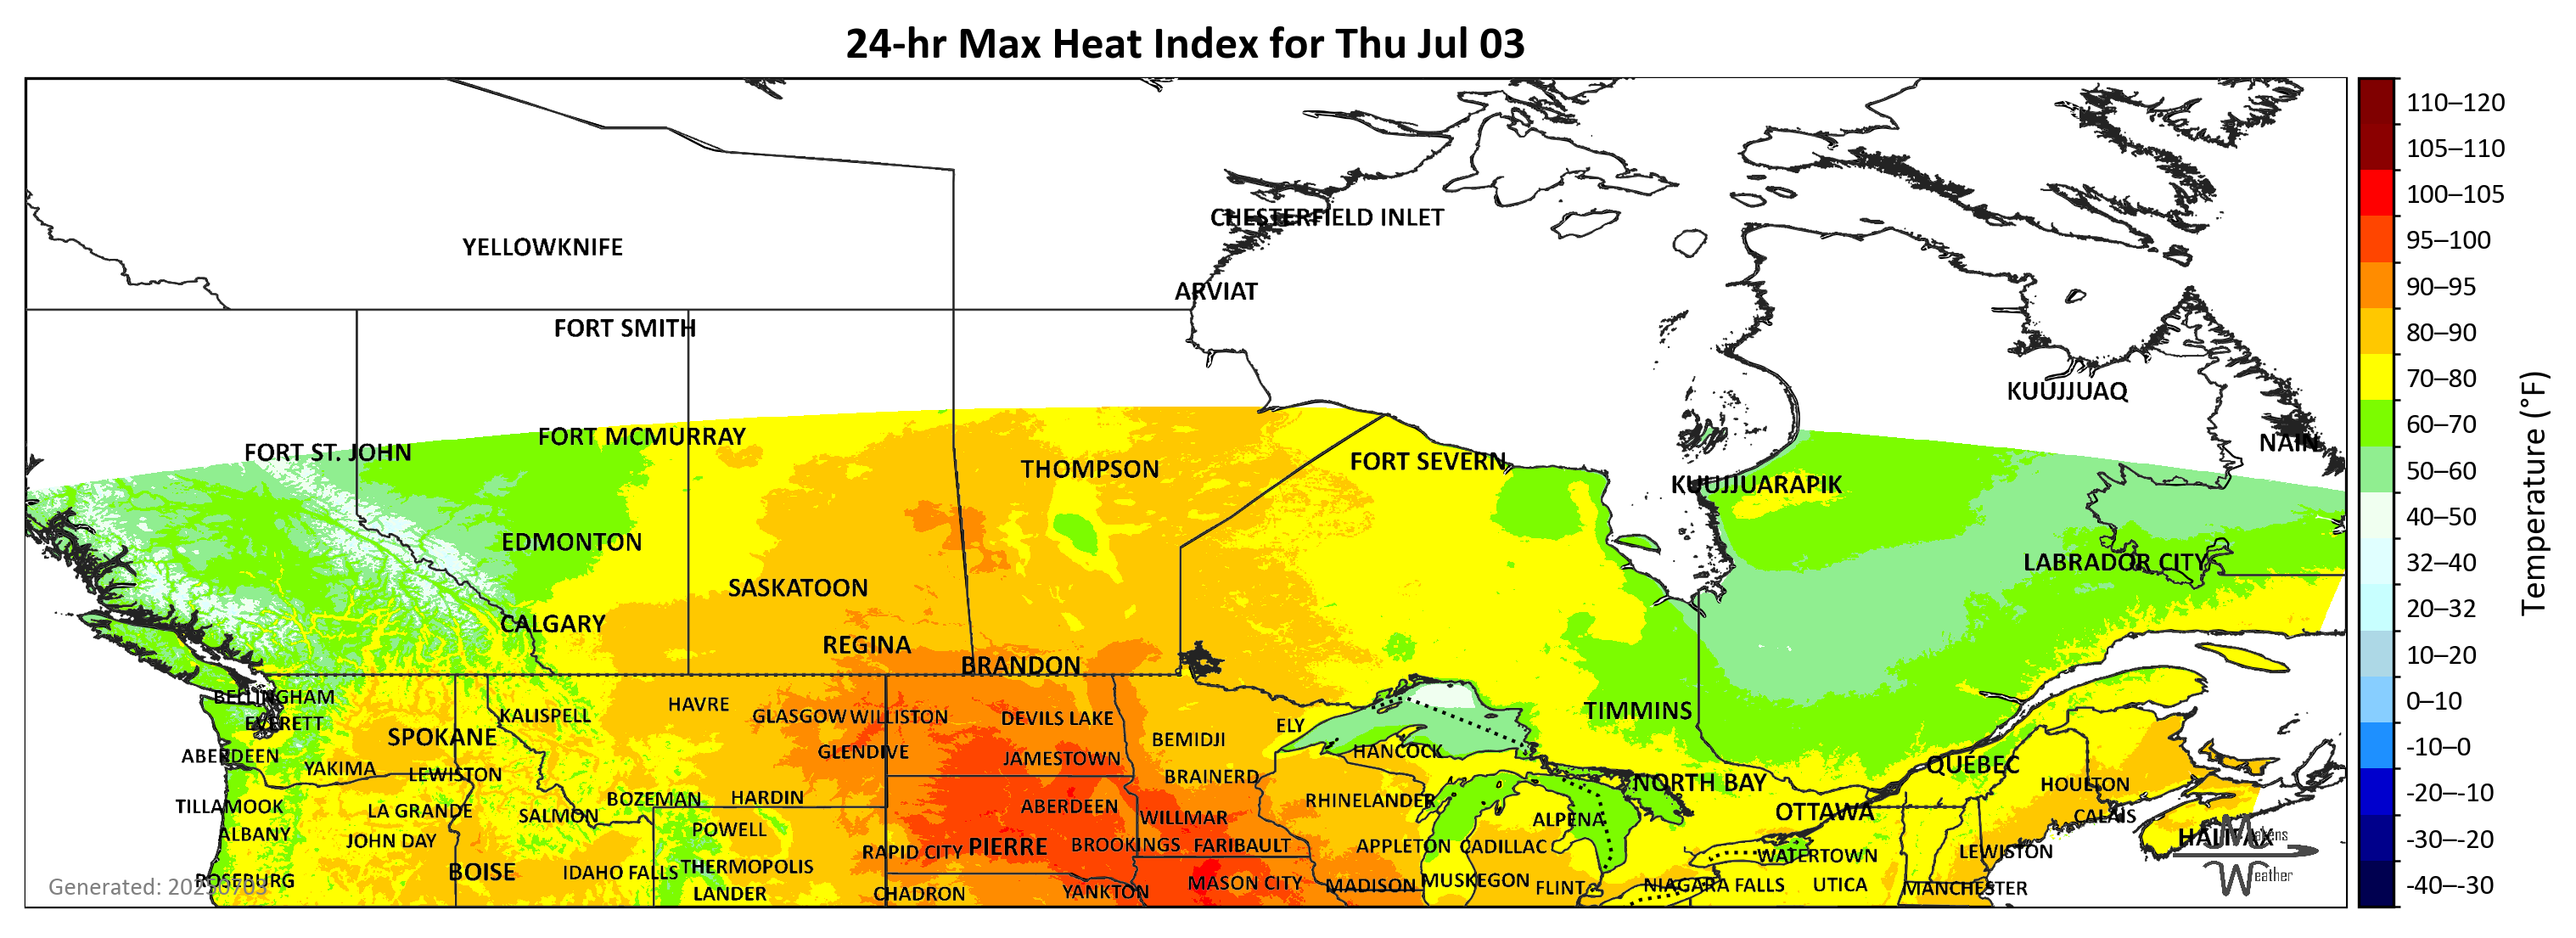 24-hr Max Heat Index for Thu Jul 03
110–120
105–110
CHESTERFIELD INLET
100–105
YELLOWKNIFE
95–100
ARVIAT
90–95
FORT SMITH
80–90
KUUJJUAQ
70–80
FORT MCMURRAY
60–70
FORT ST. JOHN
NAIN
THOMPSON
FORT SEVERN
50–60
KUUJJUARAPIK
40–50
EDMONTON
LABRADOR CITY
32–40
Temperature (°F)
SASKATOON
20–32
CALGARY
REGINA
BRANDON
10–20
BELLINGHAM
HAVRE
0–10
KALISPELL
GLASGOW
WILLISTON
DEVILS LAKE
TIMMINS
EVERETT
ELY
SPOKANE
BEMIDJI
-10–0
ABERDEEN
GLENDIVE
JAMESTOWN
HANCOCK
QUÉBEC
YAKIMA
LEWISTON
BRAINERD
NORTH BAY
HOULTON
-20–-10
BOZEMAN
HARDIN
RHINELANDER
TILLAMOOK
LA GRANDE
SALMON
ABERDEEN
WILLMAR
ALPENA
OTTAWA
CALAIS
ALBANY
JOHN DAY
POWELL
-30–-20
HALIFAX
Makens
RAPID CITY
PIERRE
BROOKINGS
FARIBAULT
APPLETON
CADILLAC
WATERTOWN
LEWISTON
BOISE
IDAHO FALLS
THERMOPOLIS
Weather
ROSEBURG
MASON CITY
MADISON
MUSKEGON
FLINT
NIAGARA FALLS
UTICA
MANCHESTER
-40–-30
Generated: 20250703
LANDER
CHADRON
YANKTON